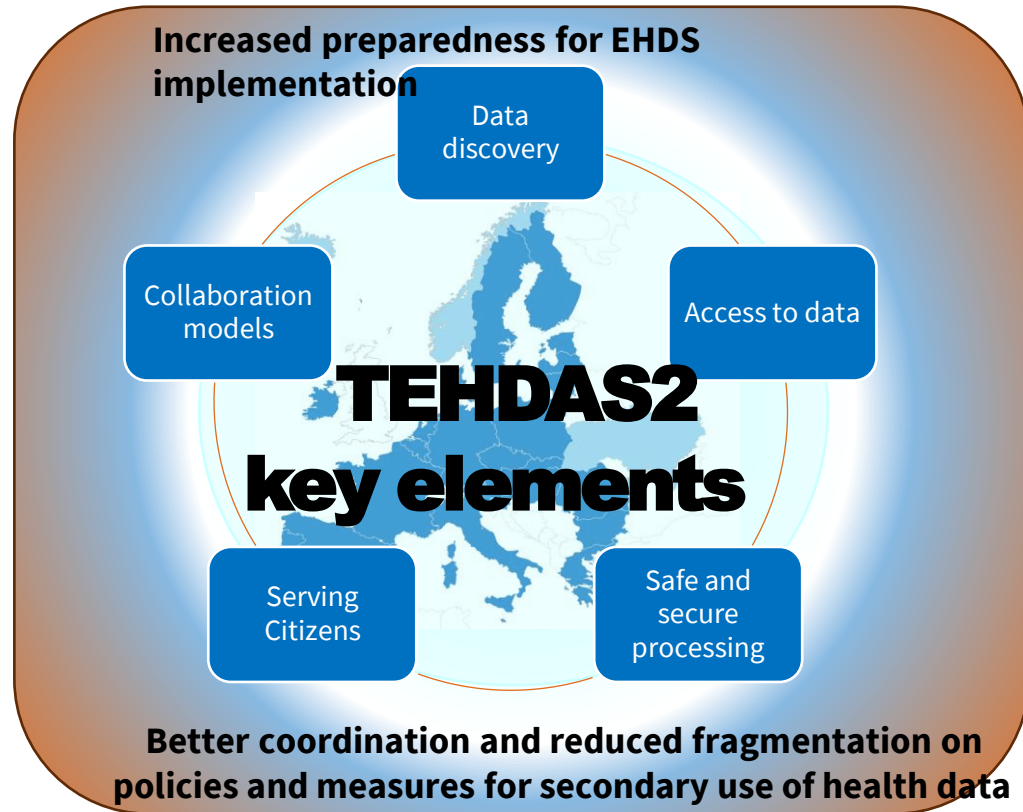 Increased preparedness for EHDS
implementation
Data
discovery
Collaboration
models
Access to data
TEHDAS2
key elements
Serving
Citizens
Safe and
secure
processing
Better coordination and reduced fragmentation on
policies and measures for secondary use of health data